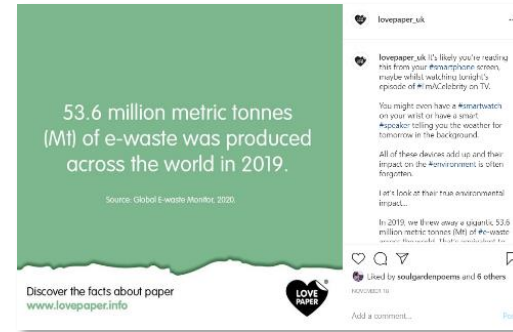 53.6 million metric tonnes
(Mt) of e-waste was produced
across the world in 2019.
Source: Global E-waste Monitor, 2020.
Discover the facts about paper
www.lovepaper.info
LOVE
PAPER
lovepaper_uk
lovepaper_uk It's likely you're reading
this from your #smartphone screen,
maybe whilst watching tonight's
episode of #ImACelebrity on TV.
You might even have a #smartwatch
on your wrist or have a smart
#speaker telling you the weather for
tomorrow in the background.
All of these devices add up and their
impact on the #environment is often
forgotten.
Let's look at their true environmental
impact...
In 2019, we threw away a gigantic 53.6
million metric tonnes (Mt) of #e-waste
Liked by soulgardenpoems and 6 others
NOVEMBER 16
Add a comment...